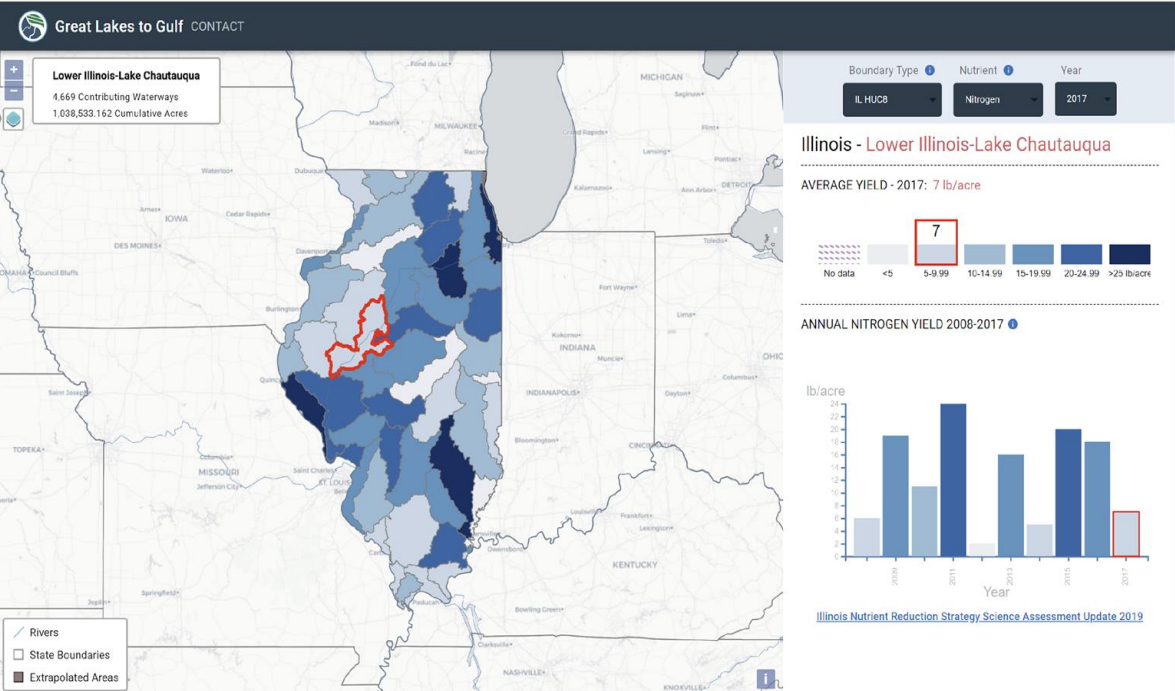 Great Lakes to Gulf CONTACT
+
−
Lower Illinois-Lake Chautauqua
4,669 Contributing Waterways
1,038,533.162 Cumulative Acres
Boundary Type i Nutrient i Year
IL HUC8 Nitrogen 2017
Illinois - Lower Illinois-Lake Chautauqua
AVERAGE YIELD - 2017: 7 lb/acre
7
No data <5 5-9.99 10-14.99 15-19.99 20-24.99 >25 lb/acre
ANNUAL NITROGEN YIELD 2008-2017 i
lb/acre
24
22
20
18
16
14
12
10
8
6
4
2
0
2009 2011 2013 2015 2017
Year
Illinois Nutrient Reduction Strategy Science Assessment Update 2019
Fond du Lac
MICHIGAN
Saginaw
Madison
MILWAUKEE
Grand Rapids
Flint
Racine
Lansing
Pontiac
Waterloo
Dubuque
Kalamazoo
Ann Arbor
DETROIT
Ames
IOWA
Cedar Rapids
DES MOINES
Davenport
Toledo
OMAHA
Council Bluffs
Fort Wayne
Burlington
Lima
Kokomo
INDIANA
Muncie
OHIO
Quincy
Columbus
Saint Joseph
INDIANAPOLIS
Dayton
Bloomington
CINCINNATI
TOPEKA
Columbia
MISSOURI
Saint Charles
Jefferson City
ST. LOUIS
Louisville
Frankfort
Lexington
Owensboro
KENTUCKY
Springfield
Joplin
Paducah
Bowling Green
Clarksville
NASHVILLE
KNOXVILLE
Rivers
State Boundaries
Extrapolated Areas
i